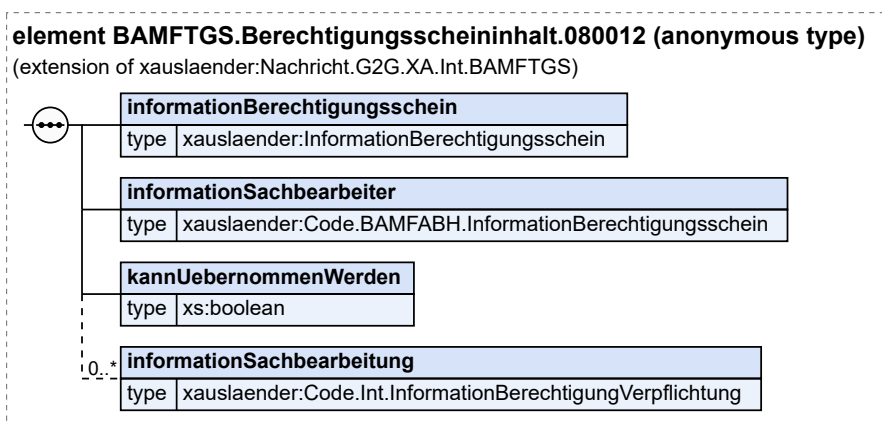 element BAMFTGS.Berechtigungsscheininhalt.080012 (anonymous type)
(extension of xauslaender:Nachricht.G2G.XA.Int.BAMFTGS)
informationBerechtigungsschein
type xauslaender:InformationBerechtigungsschein
informationSachbearbeiter
type xauslaender:Code.BAMFABH.InformationBerechtigungsschein
kannUebernommenWerden
type xs:boolean
0..* informationSachbearbeitung
type xauslaender:Code.Int.InformationBerechtigungVerpflichtung